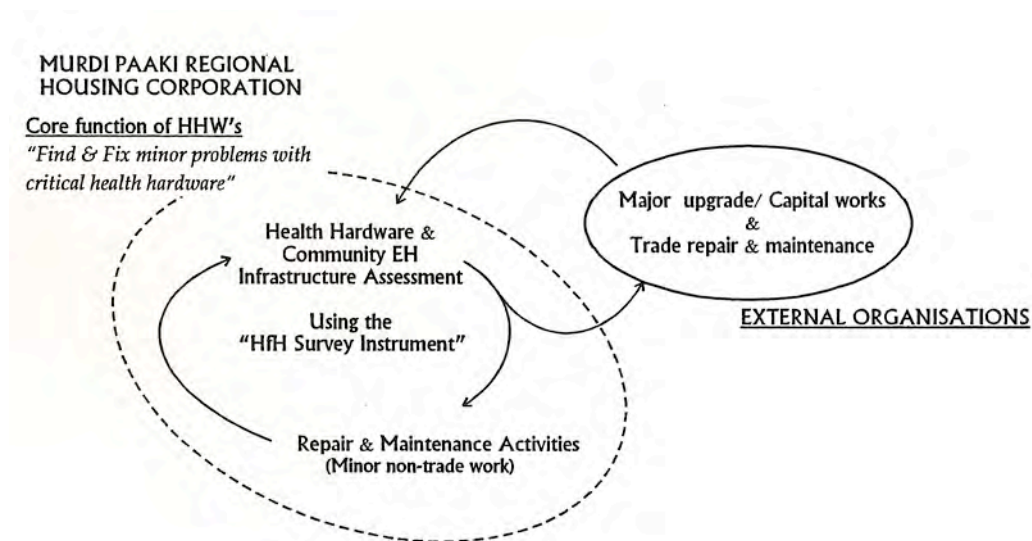 MURDI PAAKI REGIONAL
HOUSING CORPORATION
Core function of HHW's
"Find & Fix minor problems with
critical health hardware"
Health Hardware &
Community EH
Infrastructure Assessment
Using the
"HfH Survey Instrument"
Repair & Maintenance Activities
(Minor non-trade work)
Major upgrade/ Capital works
&
Trade repair & maintenance
EXTERNAL ORGANISATIONS